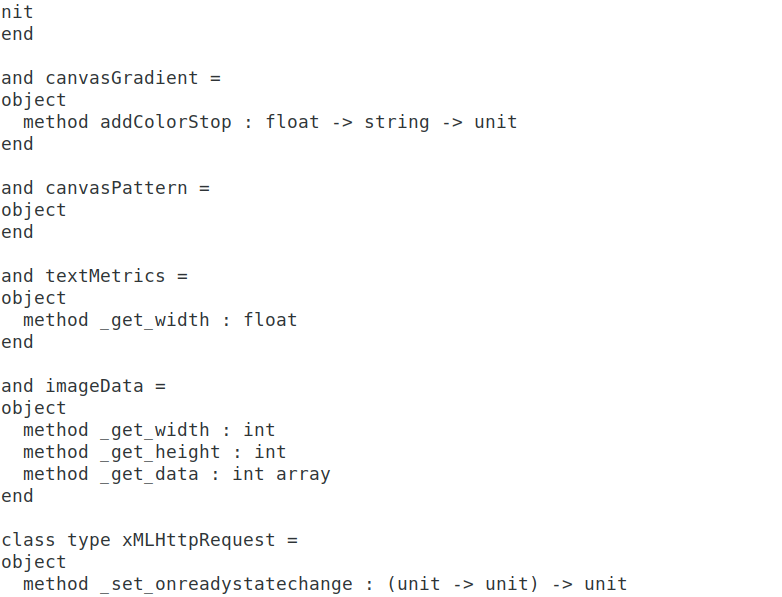 nit
end

and canvasGradient =
object
  method addColorStop : float -> string -> unit
end

and canvasPattern =
object
end

and textMetrics =
object
  method _get_width : float
end

and imageData =
object
  method _get_width : int
  method _get_height : int
  method _get_data : int array
end

class type xMLHttpRequest =
object
  method _set_onreadystatechange : (unit -> unit) -> unit